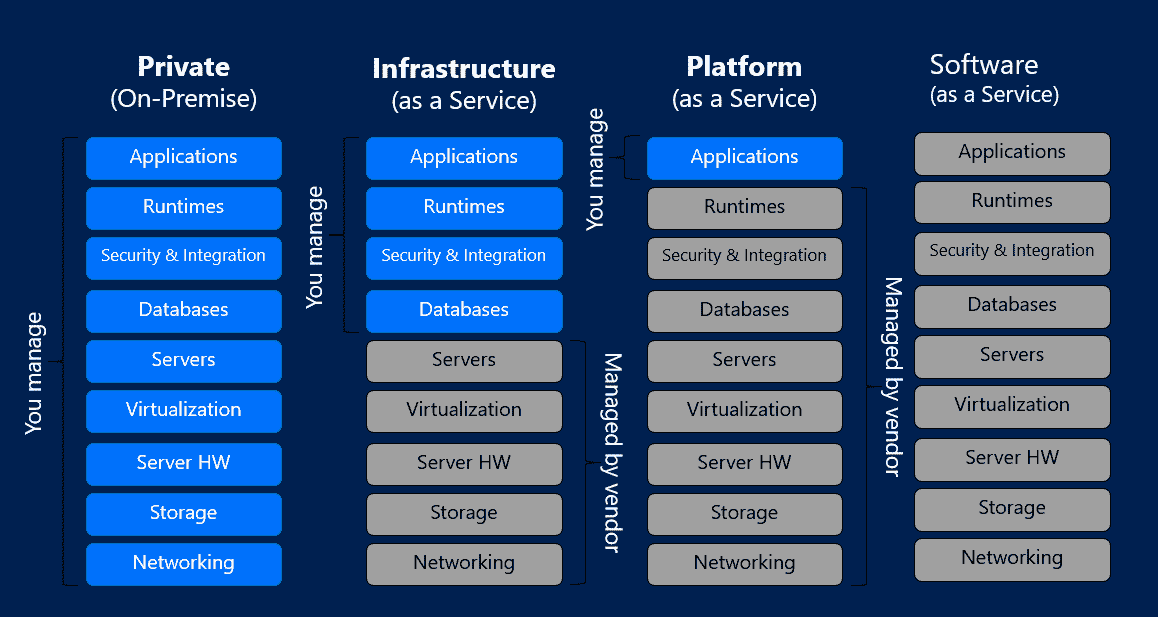 Private
(On-Premise)
You manage
Applications
Runtimes
Security & Integration
Databases
Servers
Virtualization
Server HW
Storage
Networking
Infrastructure
(as a Service)
You manage
Applications
Runtimes
Security & Integration
Databases
Servers
Virtualization
Server HW
Storage
Networking
Managed by vendor
Platform
(as a Service)
You manage
Applications
Runtimes
Security & Integration
Databases
Servers
Virtualization
Server HW
Storage
Networking
Managed by vendor
Software
(as a Service)
Applications
Runtimes
Security & Integration
Databases
Servers
Virtualization
Server HW
Storage
Networking